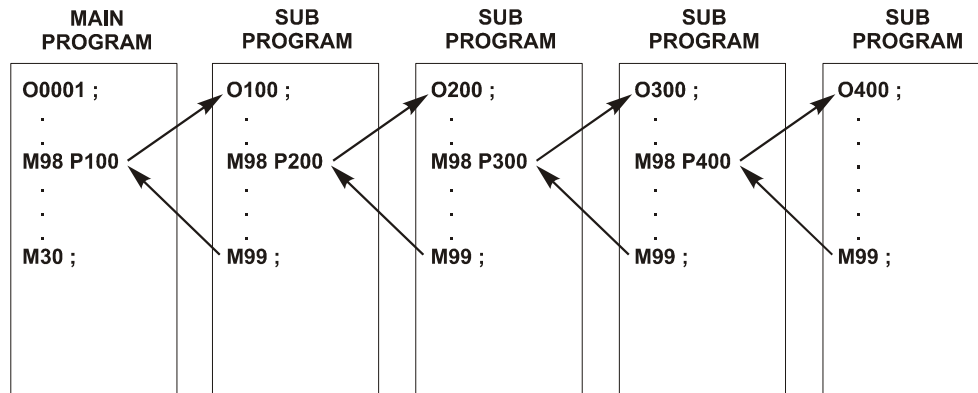 MAIN PROGRAM
SUB PROGRAM
SUB PROGRAM
SUB PROGRAM
SUB PROGRAM
O0001 ;
.
.
M98 P100
.
.
.
M30 ;
O100 ;
.
.
M98 P200
.
.
.
M99 ;
O200 ;
.
.
M98 P300
.
.
.
M99 ;
O300 ;
.
.
M98 P400
.
.
.
M99 ;
O400 ;
.
.
.
.
.
.
M99 ;